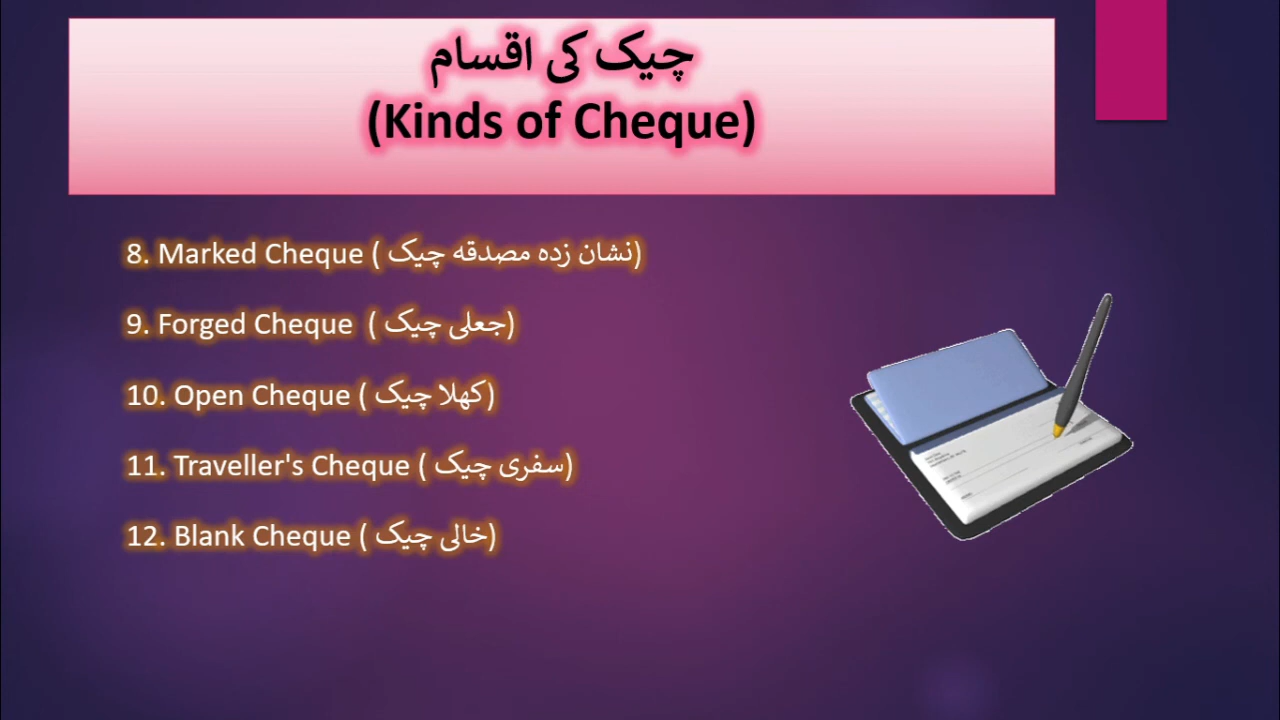 چیک کی اقسام
(Kinds of Cheque)
8. Marked Cheque ( نشان زدہ مصدقہ چیک)
9. Forged Cheque ( جعلی چیک)
10. Open Cheque ( کھلا چیک)
11. Traveller's Cheque ( سفری چیک)
12. Blank Cheque ( خالی چیک)